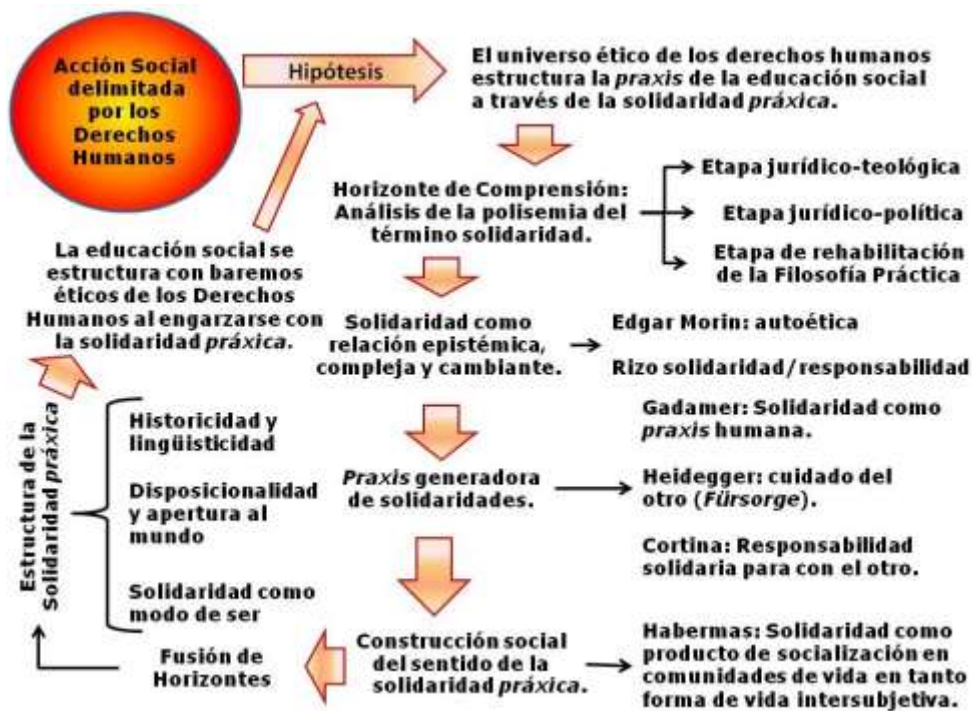 Acción Social
delimitada
por los
Derechos
Humanos
Hipótesis
El universo ético de los derechos humanos
estructura la praxis de la educación social
a través de la solidaridad práxica.
Horizonte de Comprensión:
Análisis de la polisemia del
término solidaridad.
Etapa jurídico-teológica
Etapa jurídico-política
Etapa de rehabilitación
de la Filosofía Práctica
Solidaridad como
relación epistémica,
compleja y cambiante.
Edgar Morin: autoética
Rizo solidaridad/responsabilidad
Praxis generadora
de solidaridades.
Gadamer: Solidaridad como
praxis humana.
Heidegger: cuidado del
otro (Fürsorge).
Cortina: Responsabilidad
solidaria para con el otro.
Construcción social
del sentido de la
solidaridad práxica.
Habermas: Solidaridad como
producto de socialización en
comunidades de vida en tanto
forma de vida intersubjetiva.
Fusión de
Horizontes
Estructura de la
Solidaridad práxica
Historicidad y
lingüisticidad
Disposicionalidad
y apertura al
mundo
Solidaridad como
modo de ser
La educación social se
estructura con baremos
éticos de los Derechos
Humanos al engarzarse con
la solidaridad práxica.